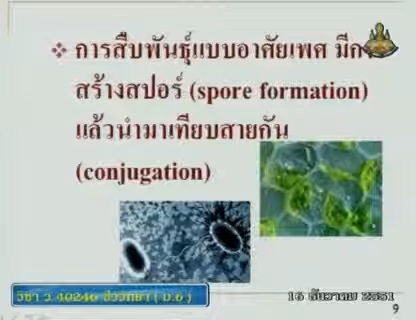 ❖ การสืบพันธุ์แบบอาศัยเพศ มีการ
สร้างสปอร์ (spore formation)
แล้วนำมาเทียบสายกัน
(conjugation)
วิชา ว 40246 ชีววิทยา ( ม.6 )
16 ธันวาคม 2551
9